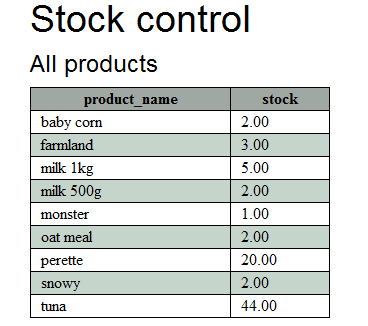 Stock control
All products
product_name stock
baby corn 2.00
farmland 3.00
milk 1kg 5.00
milk 500g 2.00
monster 1.00
oat meal 2.00
perette 20.00
snowy 2.00
tuna 44.00